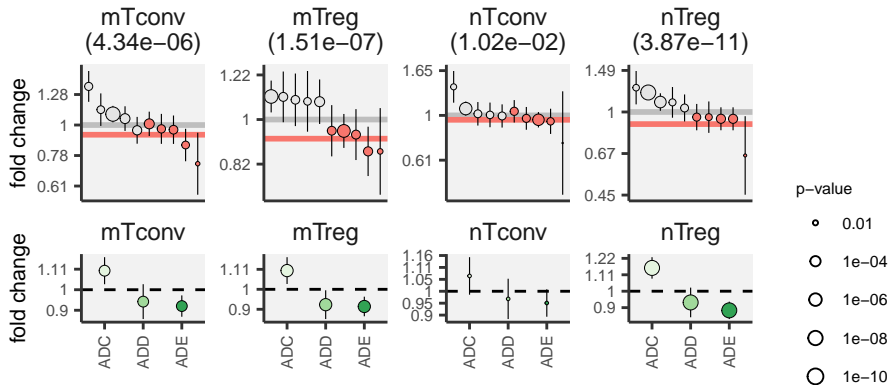 mTconv
(4.34e−06)
mTreg
(1.51e−07)
nTconv
(1.02e−02)
nTreg
(3.87e−11)
fold change
1.28
1
0.78
0.61
1.22
1
0.82
1.65
1
0.61
1.49
1
0.67
0.45
p−value
0.01
1e−04
1e−06
1e−08
1e−10
mTconv
mTreg
nTconv
nTreg
fold change
1.11
1
0.9
1.11
1
0.9
1.16
1.11
1.05
1
0.95
0.9
1.22
1.11
1
0.9
ADC
ADD
ADE
ADC
ADD
ADE
ADC
ADD
ADE
ADC
ADD
ADE